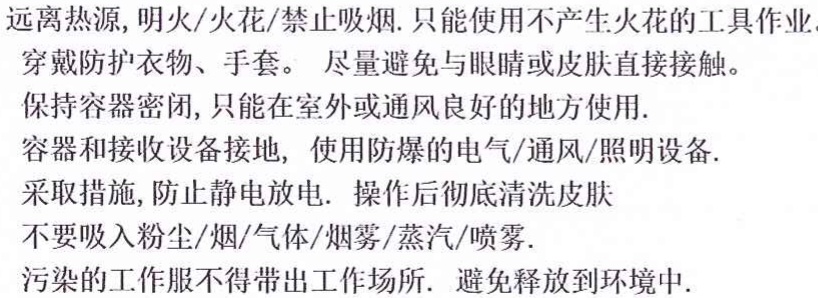 远离热源, 明火/火花/禁止吸烟. 只能使用不产生火花的工具作业.
穿戴防护衣物、手套。 尽量避免与眼睛或皮肤直接接触。
保持容器密闭, 只能在室外或通风良好的地方使用.
容器和接收设备接地, 使用防爆的电气/通风/照明设备.
采取措施, 防止静电放电. 操作后彻底清洗皮肤
不要吸入粉尘/烟/气体/烟雾/蒸汽/喷雾.
污染的工作服不得带出工作场所. 避免释放到环境中.